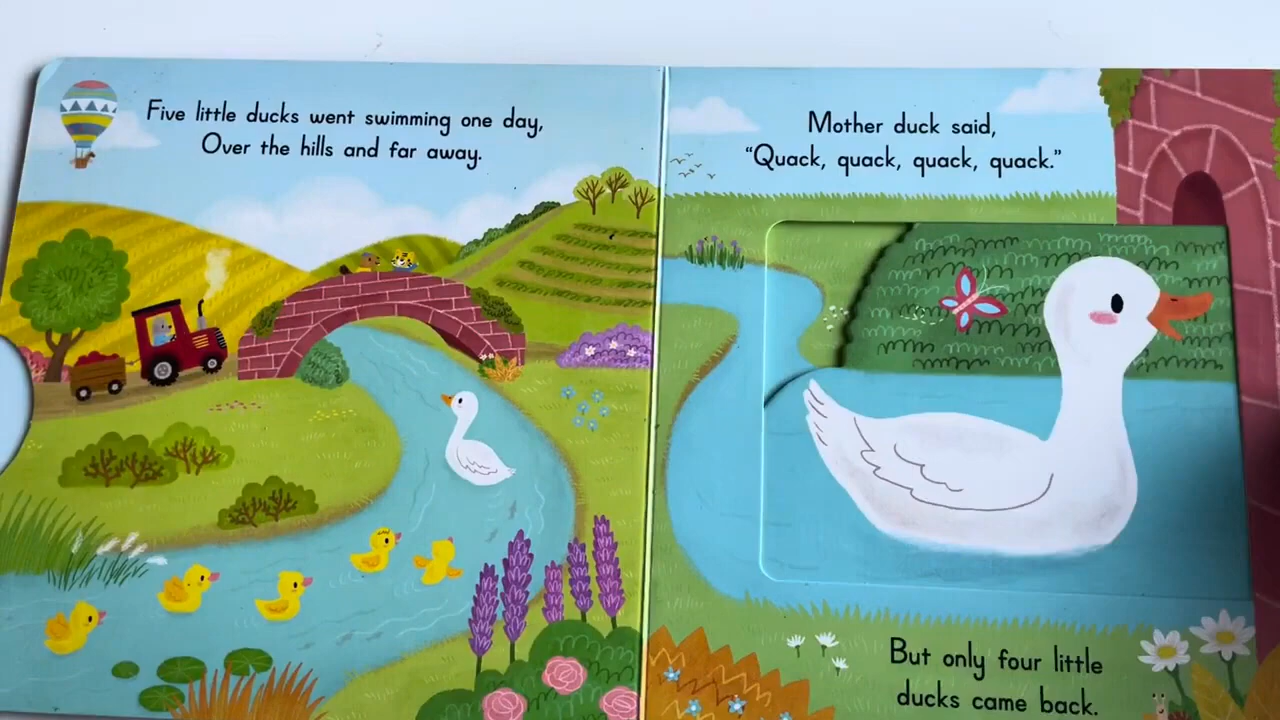 Five little ducks went swimming one day,
Over the hills and far away.
Mother duck said,
“Quack, quack, quack, quack.”
But only four little
ducks came back.